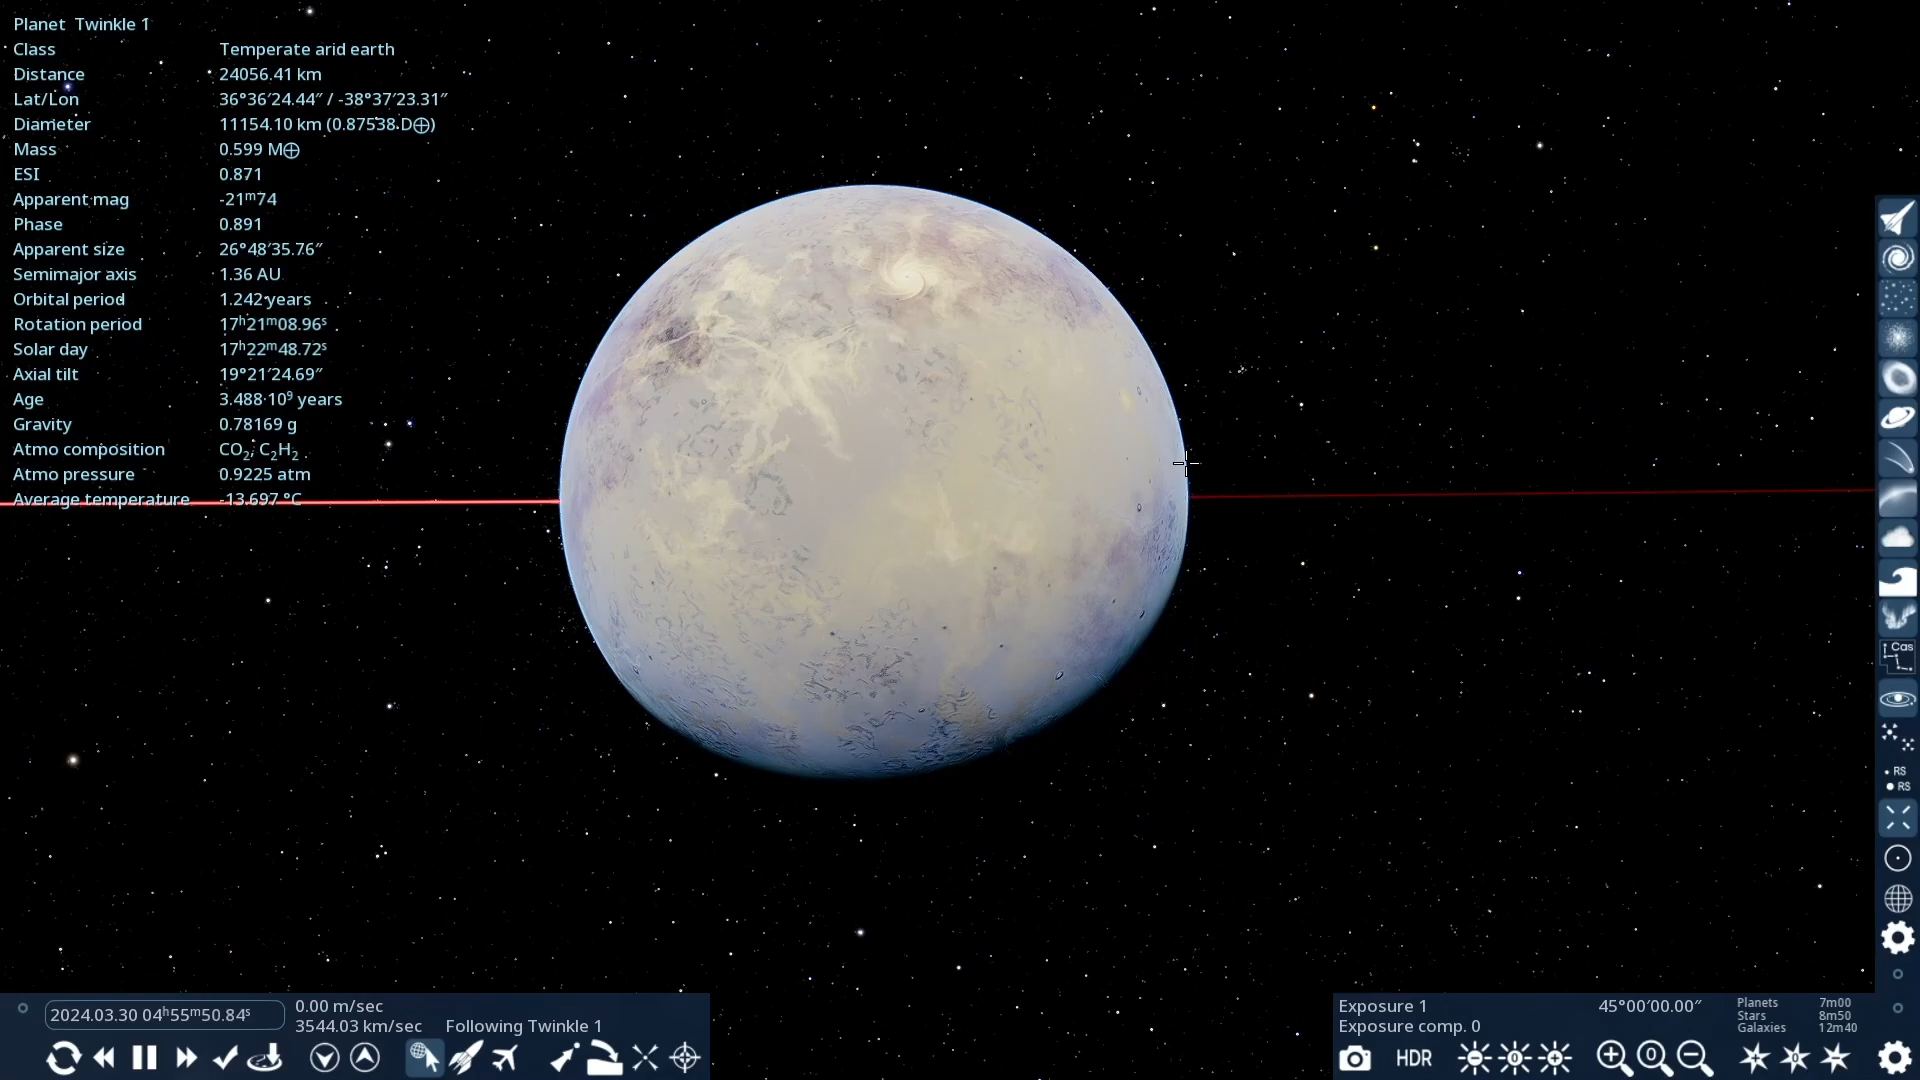 Planet Twinkle 1
Class Temperate arid earth
Distance 24056.41 km
Lat/Lon 36°36′24.44″ / -38°37′23.31″
Diameter 11154.10 km (0.87538 D⊕)
Mass 0.599 M⊕
ESI 0.871
Apparent mag -21ᵐ74
Phase 0.891
Apparent size 26°48′35.76″
Semimajor axis 1.36 AU
Orbital period 1.242 years
Rotation period 17ʰ21ᵐ08.96ˢ
Solar day 17ʰ22ᵐ48.72ˢ
Axial tilt 19°21′24.69″
Age 3.488·10⁹ years
Gravity 0.78169 g
Atmo composition CO₂, C₂H₂
Atmo pressure 0.9225 atm
Average temperature -13.697 °C
Cas
RS
RS
2024.03.30 04ʰ55ᵐ50.84ˢ
0.00 m/sec
3544.03 km/sec Following Twinkle 1
Exposure 1 45°00′00.00″
Exposure comp. 0
Planets 7m00
Stars 8m50
Galaxies 12m40
HDR
0
0
0